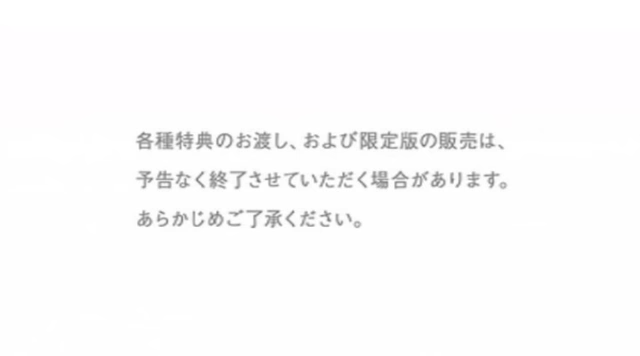 各種特典のお渡し、および限定版の販売は、
予告なく終了させていただく場合があります。
あらかじめご了承ください。